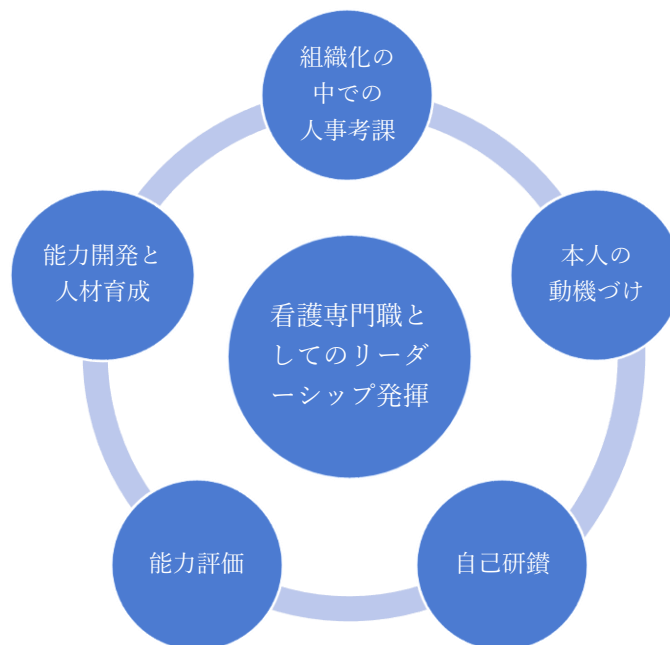 組織化の
中での
人事考課
本人の
動機づけ
自己研鑽
能力評価
能力開発と
人材育成
看護専門職と
してのリーダ
ーシップ発揮